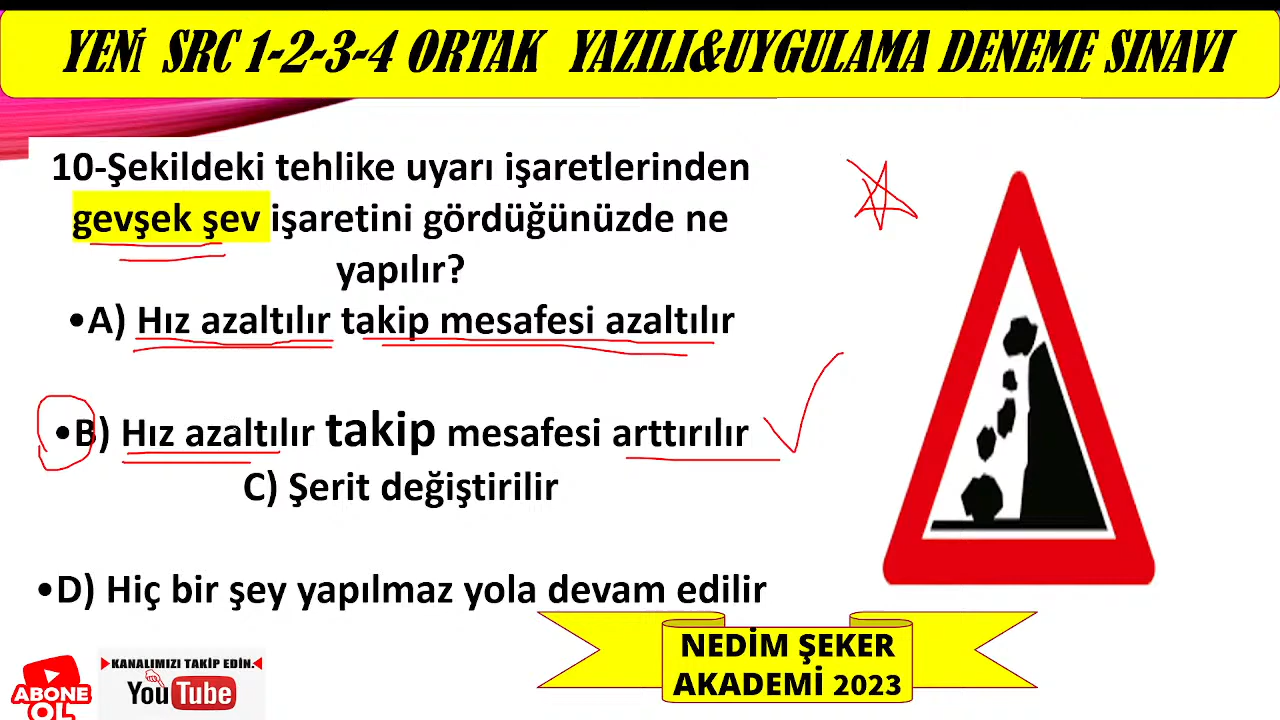 YENİ SRC 1-2-3-4 ORTAK YAZILI&UYGULAMA DENEME SINAVI
10-Şekildeki tehlike uyarı işaretlerinden
gevşek şev işaretini gördüğünüzde ne
yapılır?
•A) Hız azaltılır takip mesafesi azaltılır
•B) Hız azaltılır takip mesafesi arttırılır
C) Şerit değiştirilir
•D) Hiç bir şey yapılmaz yola devam edilir
NEDİM ŞEKER
AKADEMİ 2023
KANALIMIZI TAKİP EDİN.
YouTube
ABONE
OL